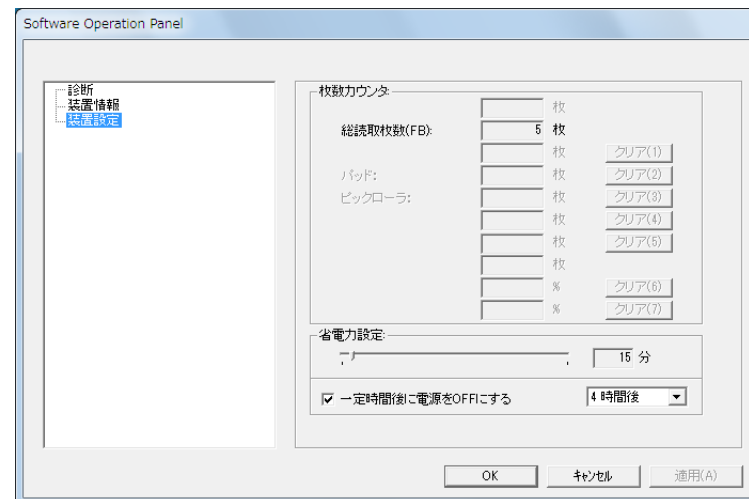 Software Operation Panel
診断
装置情報
装置設定
枚数カウンタ:
枚
総読取枚数(FB): 5 枚
枚 クリア(1)
パッド: 枚 クリア(2)
ピックローラ: 枚 クリア(3)
枚 クリア(4)
枚 クリア(5)
枚
% クリア(6)
% クリア(7)
省電力設定:
15 分
一定時間後に電源をOFFにする 4 時間後
OK キャンセル 適用(A)